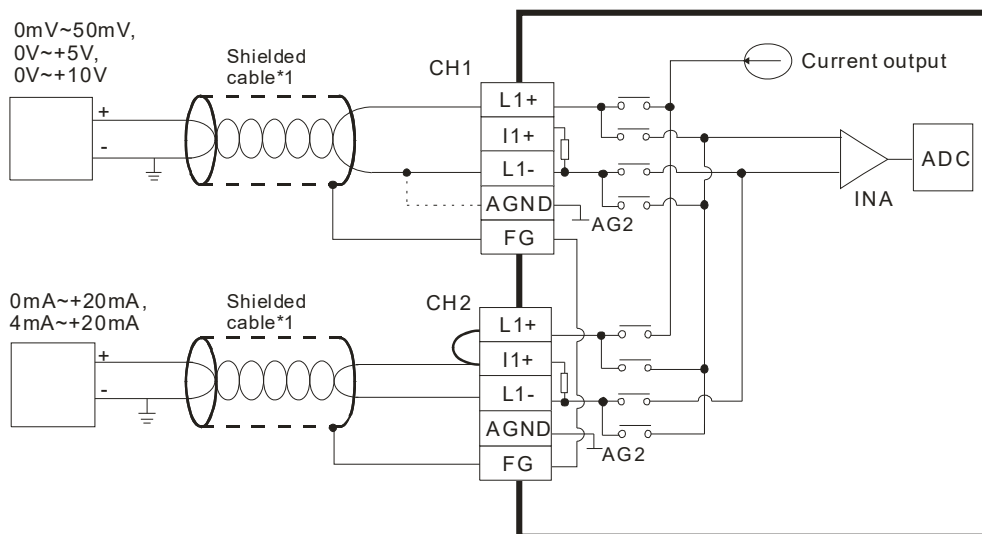 0mV~50mV,
0V~+5V,
0V~+10V
Shielded
cable*1
CH1
Current output
+
-
L1+
I1+
L1-
AGND
FG
AG2
INA
ADC
0mA~+20mA,
4mA~+20mA
Shielded
cable*1
CH2
+
-
L1+
I1+
L1-
AGND
FG
AG2